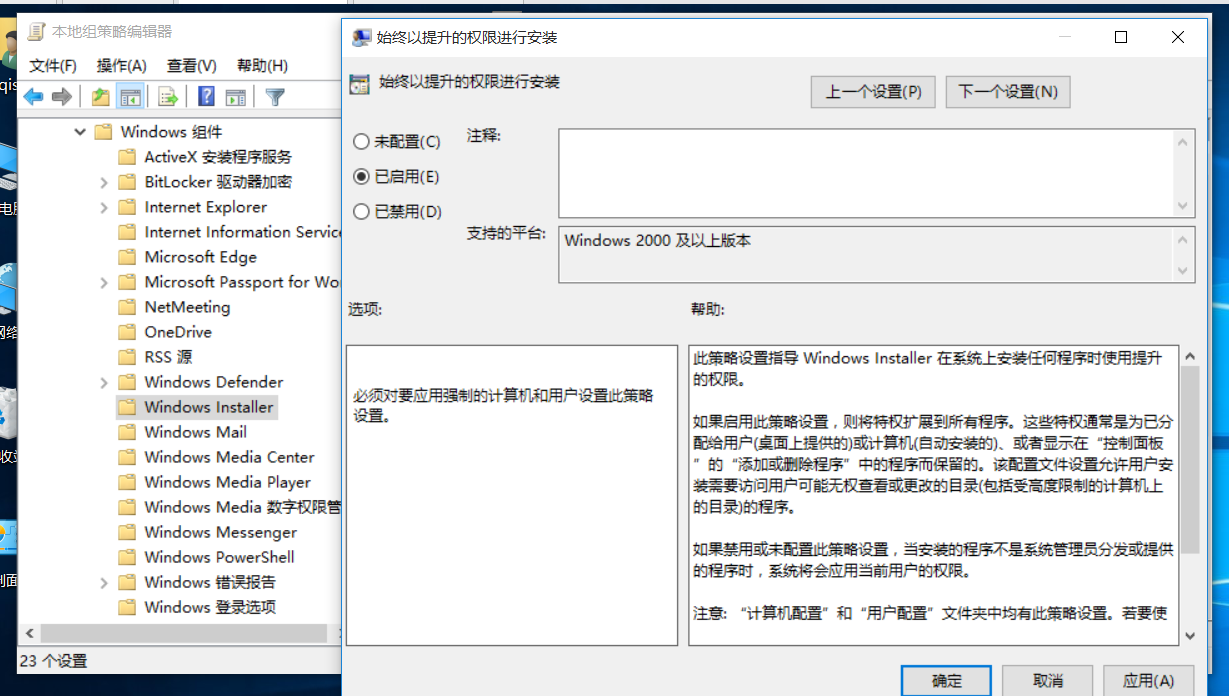 本地组策略编辑器
文件(F) 操作(A) 查看(V) 帮助(H)
Windows 组件
ActiveX 安装程序服务
BitLocker 驱动器加密
Internet Explorer
Internet Information Service
Microsoft Edge
Microsoft Passport for Wo
NetMeeting
OneDrive
RSS 源
Windows Defender
Windows Installer
Windows Mail
Windows Media Center
Windows Media Player
Windows Media 数字权限管
Windows Messenger
Windows PowerShell
Windows 错误报告
Windows 登录选项
23 个设置
始终以提升的权限进行安装
始终以提升的权限进行安装
上一个设置(P) 下一个设置(N)
未配置(C)
已启用(E)
已禁用(D)
注释:
支持的平台:
Windows 2000 及以上版本
选项:
必须对要应用强制的计算机和用户设置此策略
设置。
帮助:
此策略设置指导 Windows Installer 在系统上安装任何程序时使用提升
的权限。
如果启用此策略设置，则将特权扩展到所有程序。这些特权通常是为已分
配给用户(桌面上提供的)或计算机(自动安装的)、或者显示在“控制面板
”的“添加或删除程序”中的程序而保留的。该配置文件设置允许用户安
装需要访问用户可能无权查看或更改的目录(包括受高度限制的计算机上
的目录)的程序。
如果禁用或未配置此策略设置，当安装的程序不是系统管理员分发或提供
的程序时，系统将会应用当前用户的权限。
注意: “计算机配置”和“用户配置”文件夹中均有此策略设置。若要使
确定 取消 应用(A)